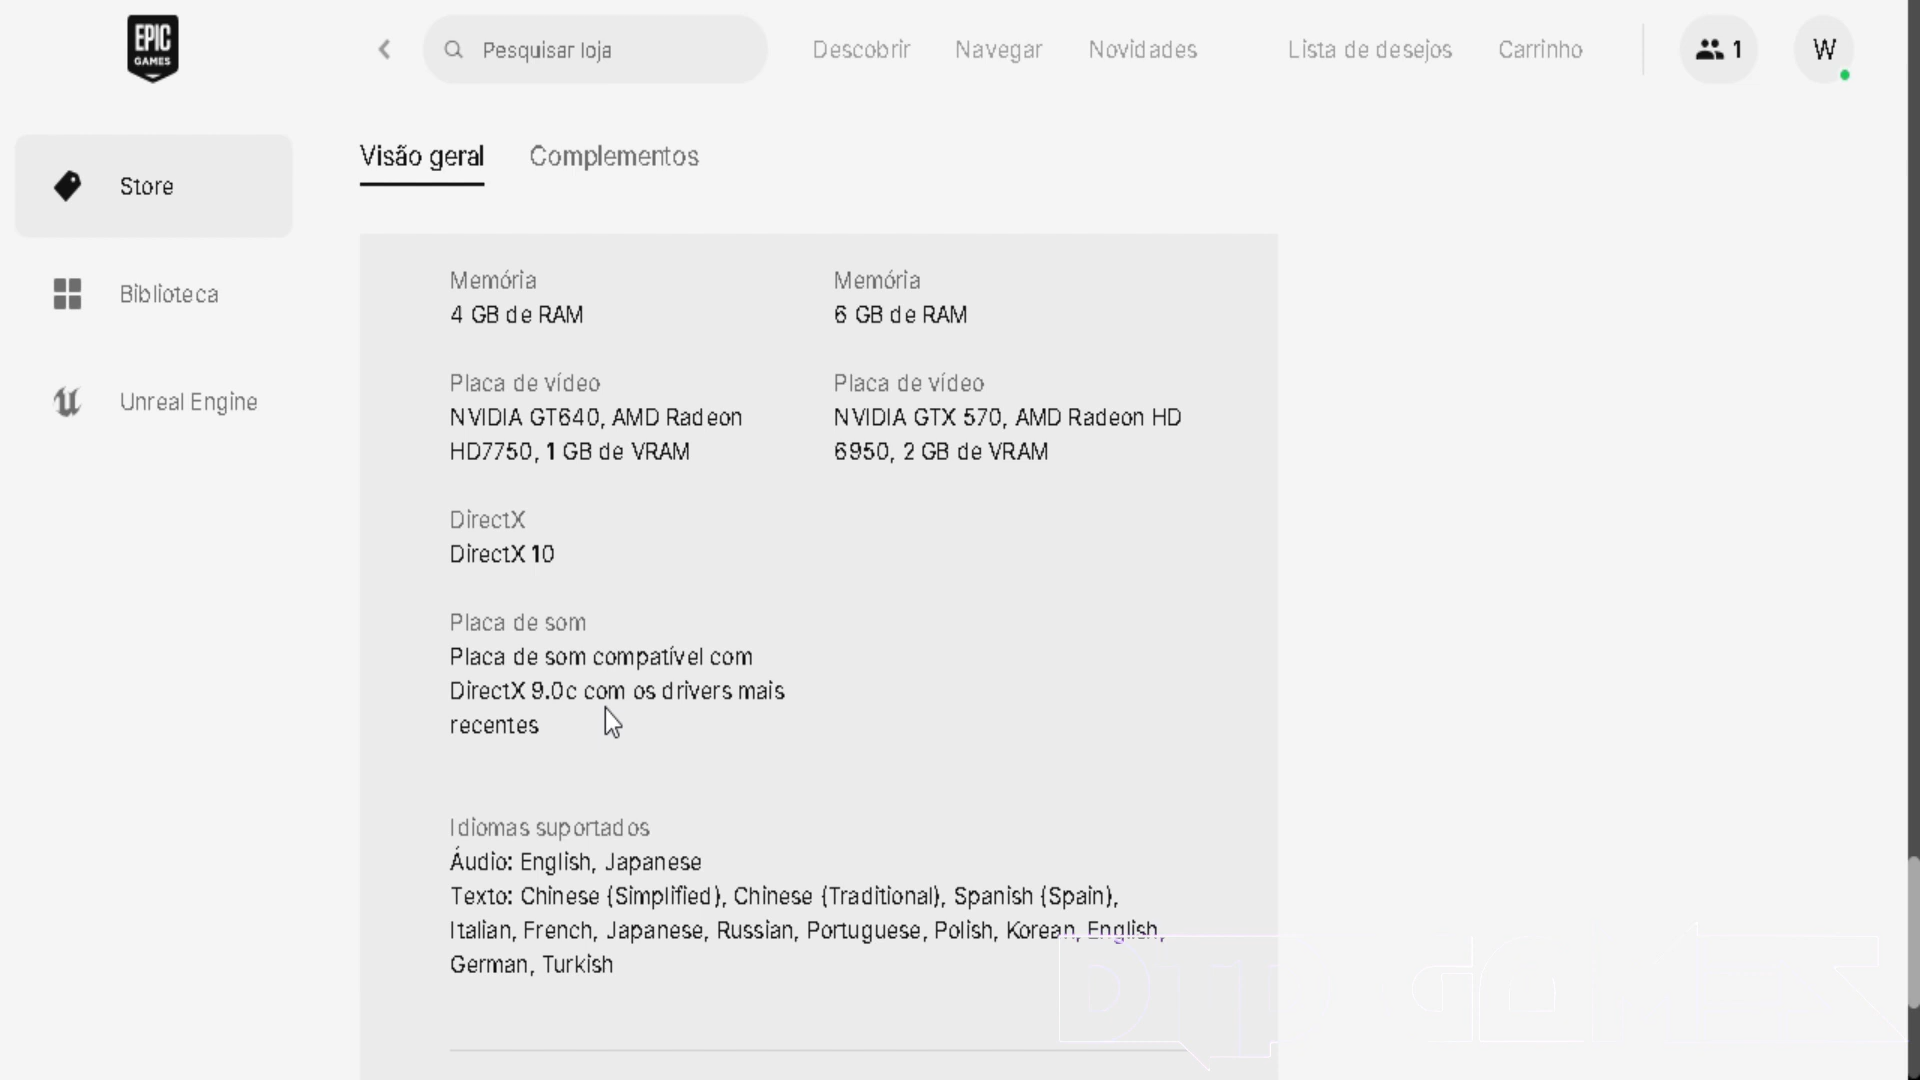 EPIC
GAMES
Pesquisar loja
Descobrir
Navegar
Novidades
Lista de desejos
Carrinho
1
W
Visão geral
Complementos
Store
Biblioteca
Unreal Engine
Memória
4 GB de RAM
Memória
6 GB de RAM
Placa de vídeo
NVIDIA GT640, AMD Radeon
HD7750, 1 GB de VRAM
Placa de vídeo
NVIDIA GTX 570, AMD Radeon HD
6950, 2 GB de VRAM
DirectX
DirectX 10
Placa de som
Placa de som compatível com
DirectX 9.0c com os drivers mais
recentes
Idiomas suportados
Áudio: English, Japanese
Texto: Chinese (Simplified), Chinese (Traditional), Spanish (Spain),
Italian, French, Japanese, Russian, Portuguese, Polish, Korean, English,
German, Turkish